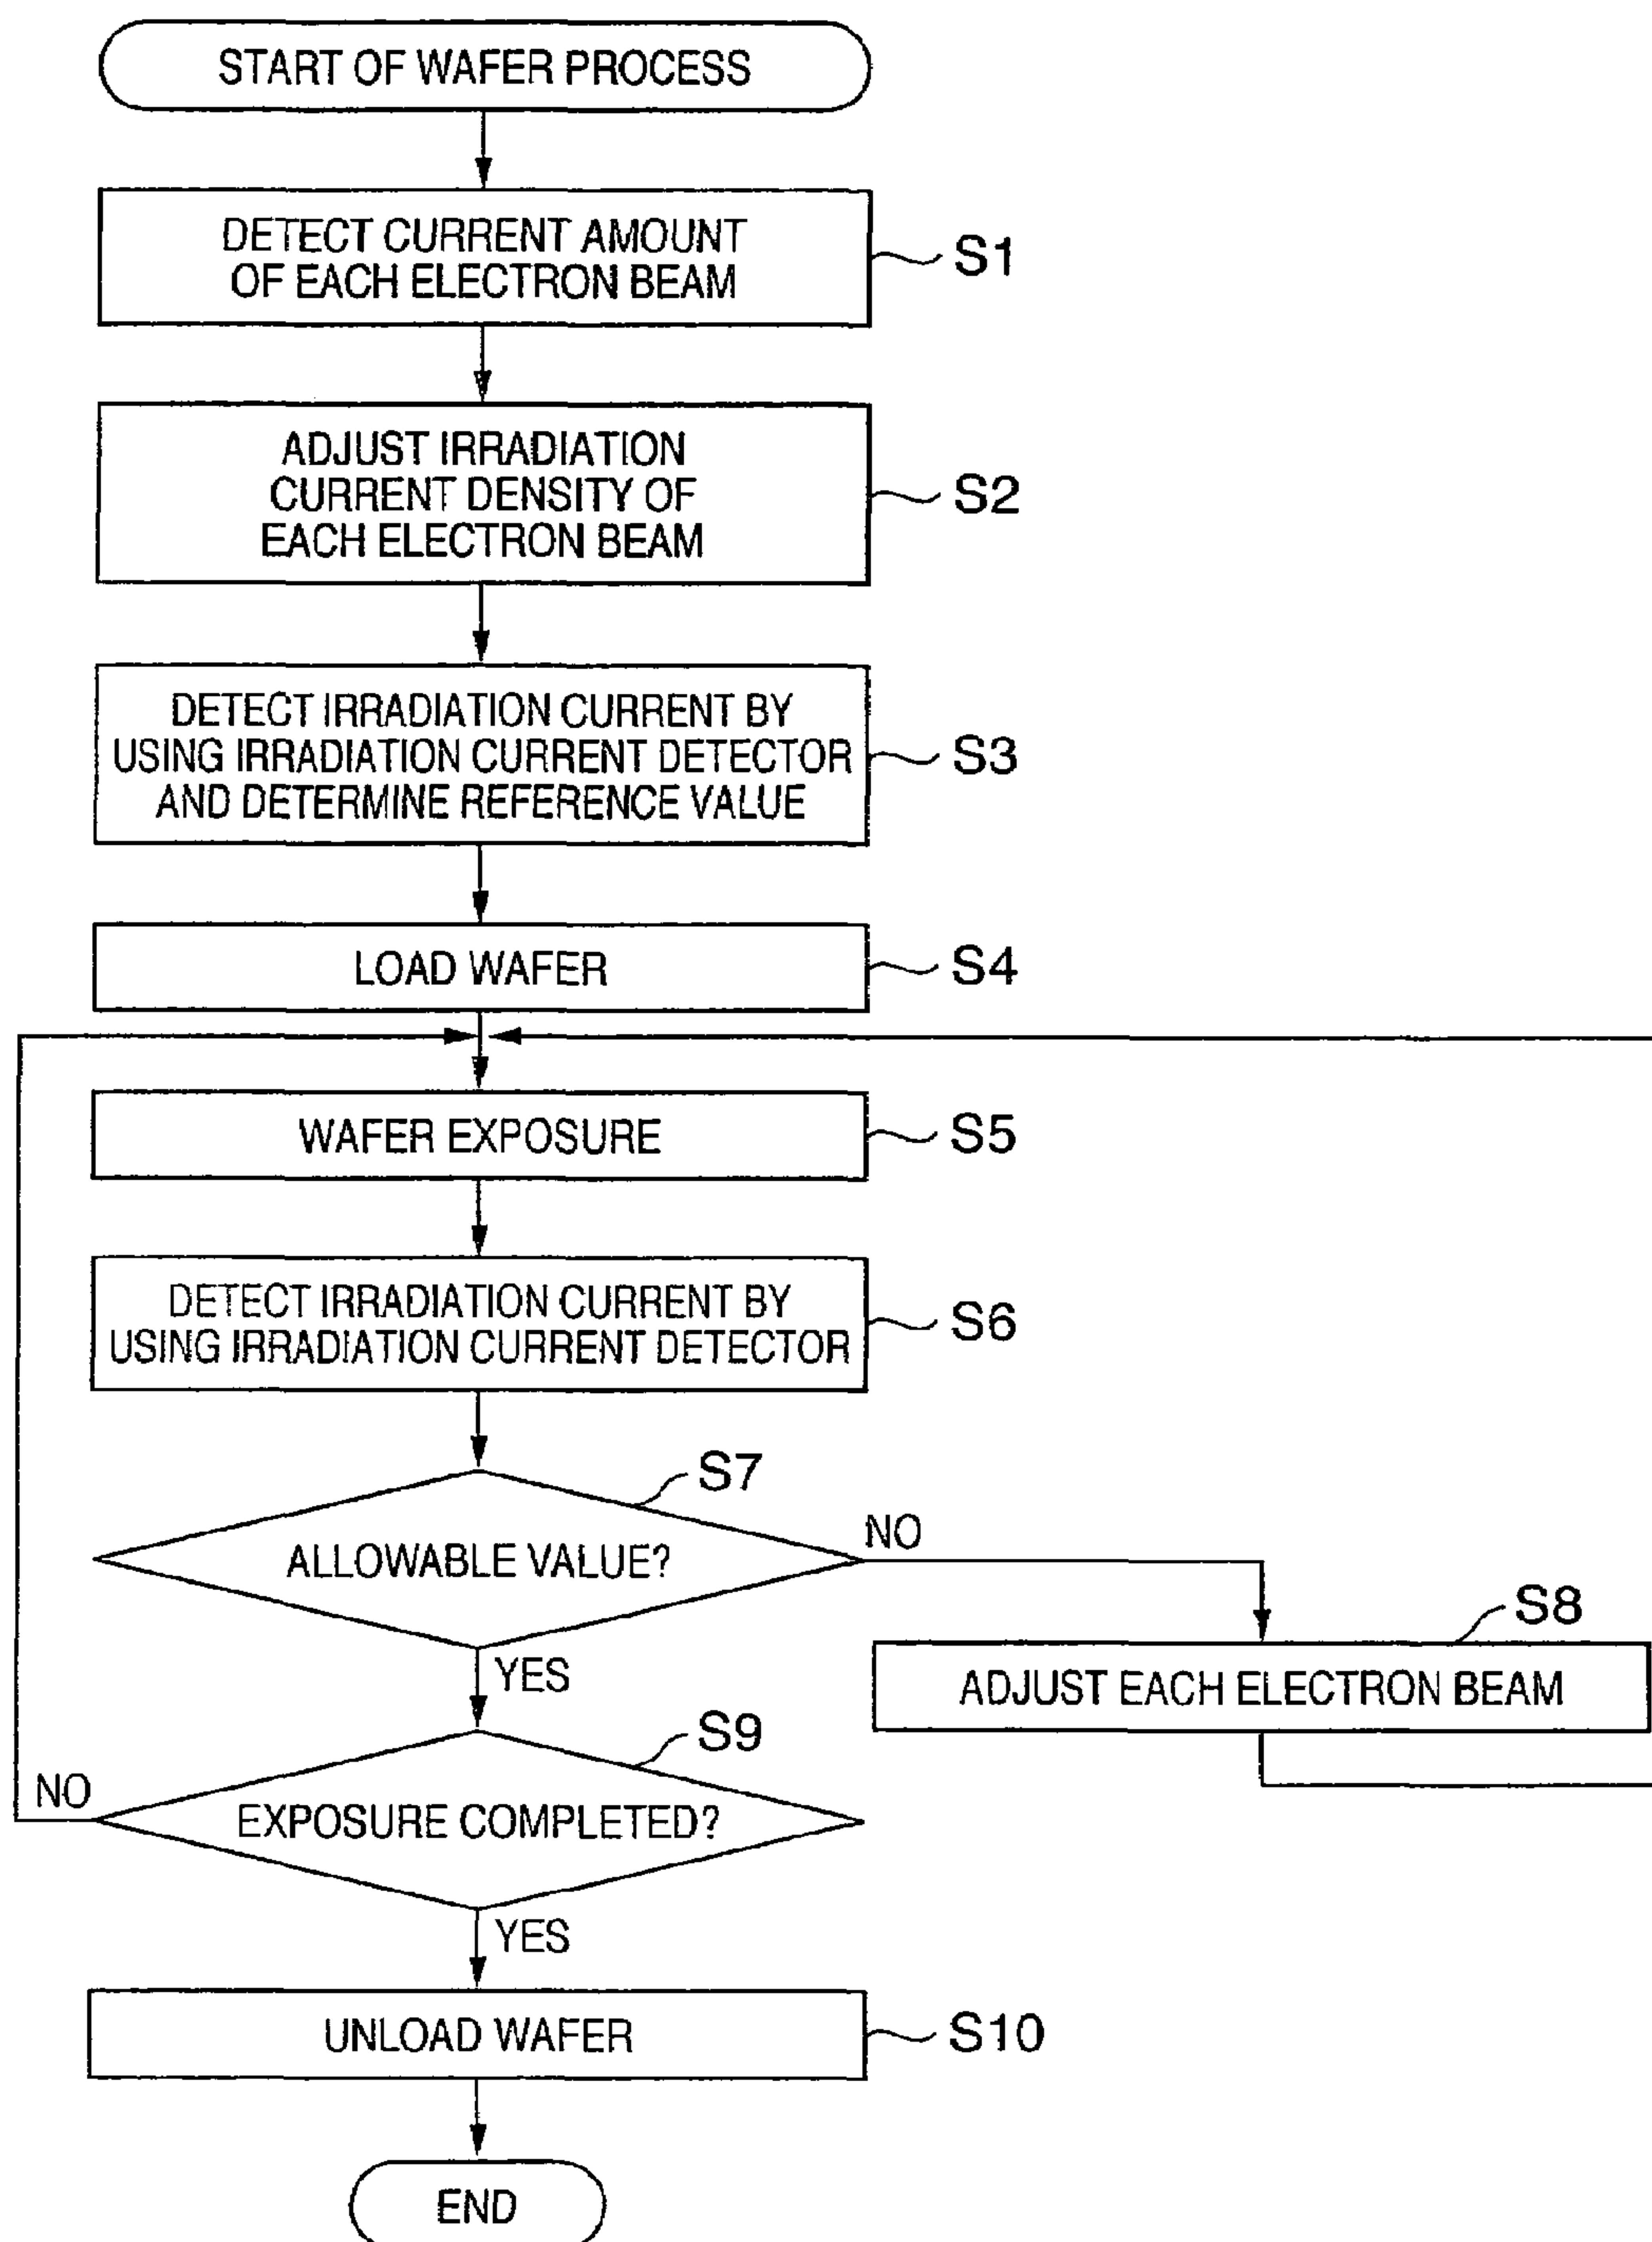 START OF WAFER PROCESS
DETECT CURRENT AMOUNT
OF EACH ELECTRON BEAM
S1
ADJUST IRRADIATION
CURRENT DENSITY OF
EACH ELECTRON BEAM
S2
DETECT IRRADIATION CURRENT BY
USING IRRADIATION CURRENT DETECTOR
AND DETERMINE REFERENCE VALUE
S3
LOAD WAFER
S4
WAFER EXPOSURE
S5
DETECT IRRADIATION CURRENT BY
USING IRRADIATION CURRENT DETECTOR
S6
S7
ALLOWABLE VALUE?
NO
YES
S8
ADJUST EACH ELECTRON BEAM
S9
EXPOSURE COMPLETED?
NO
YES
UNLOAD WAFER
S10
END